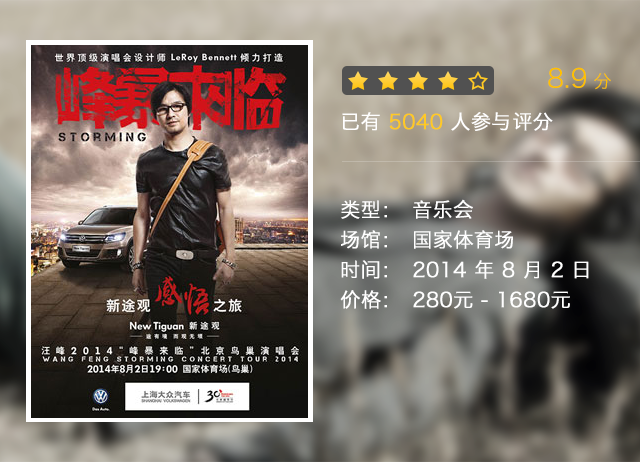 世界顶级演唱会设计师 LeRoy Bennett 倾力打造
峰暴来临
STORMING
新途观 感悟 之旅
New Tiguan 新途观
汪峰2014“峰暴来临”北京鸟巢演唱会
WANG FENG STORMING CONCERT TOUR 2014
2014年8月2日19:00 国家体育场(鸟巢)
Das Auto.
上海大众汽车
SHANGHAI VOLKSWAGEN
30
8.9 分
已有 5040 人参与评分
类型: 音乐会
场馆: 国家体育场
时间: 2014 年 8 月 2 日
价格: 280元 - 1680元